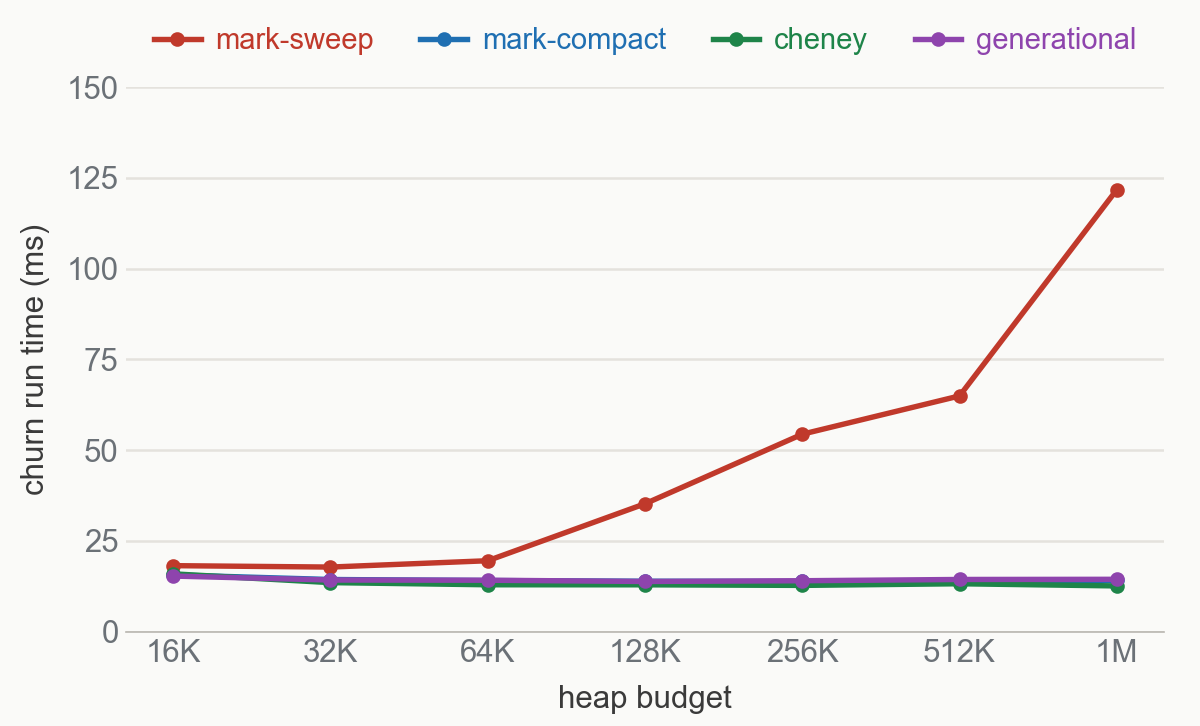 mark-sweep mark-compact cheney generational
150
125
100
75
50
25
0
churn run time (ms)
16K 32K 64K 128K 256K 512K 1M
heap budget